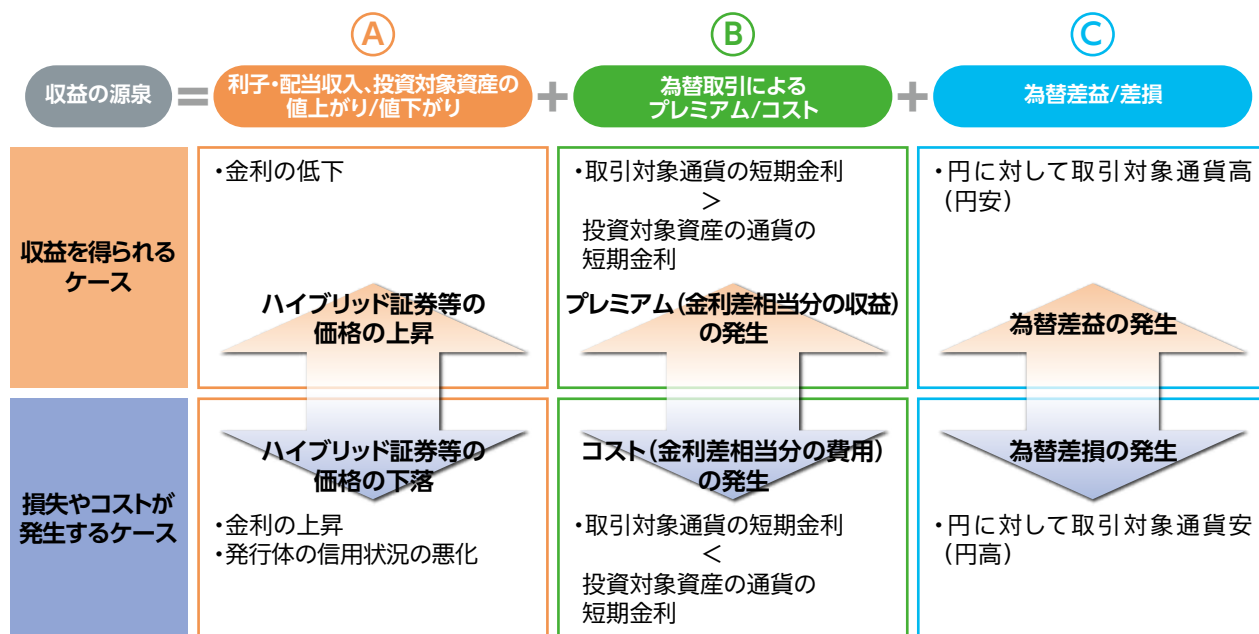 A
B
C
収益の源泉
=
利子・配当収入、投資対象資産の
値上がり/値下がり
+
為替取引による
プレミアム/コスト
+
為替差益/差損
収益を得られる
ケース
・金利の低下
ハイブリッド証券等の
価格の上昇
・取引対象通貨の短期金利
>
投資対象資産の通貨の
短期金利
プレミアム(金利差相当分の収益)
の発生
・円に対して取引対象通貨高
(円安)
為替差益の発生
損失やコストが
発生するケース
ハイブリッド証券等の
価格の下落
・金利の上昇
・発行体の信用状況の悪化
コスト(金利差相当分の費用)
の発生
・取引対象通貨の短期金利
<
投資対象資産の通貨の
短期金利
為替差損の発生
・円に対して取引対象通貨安
(円高)